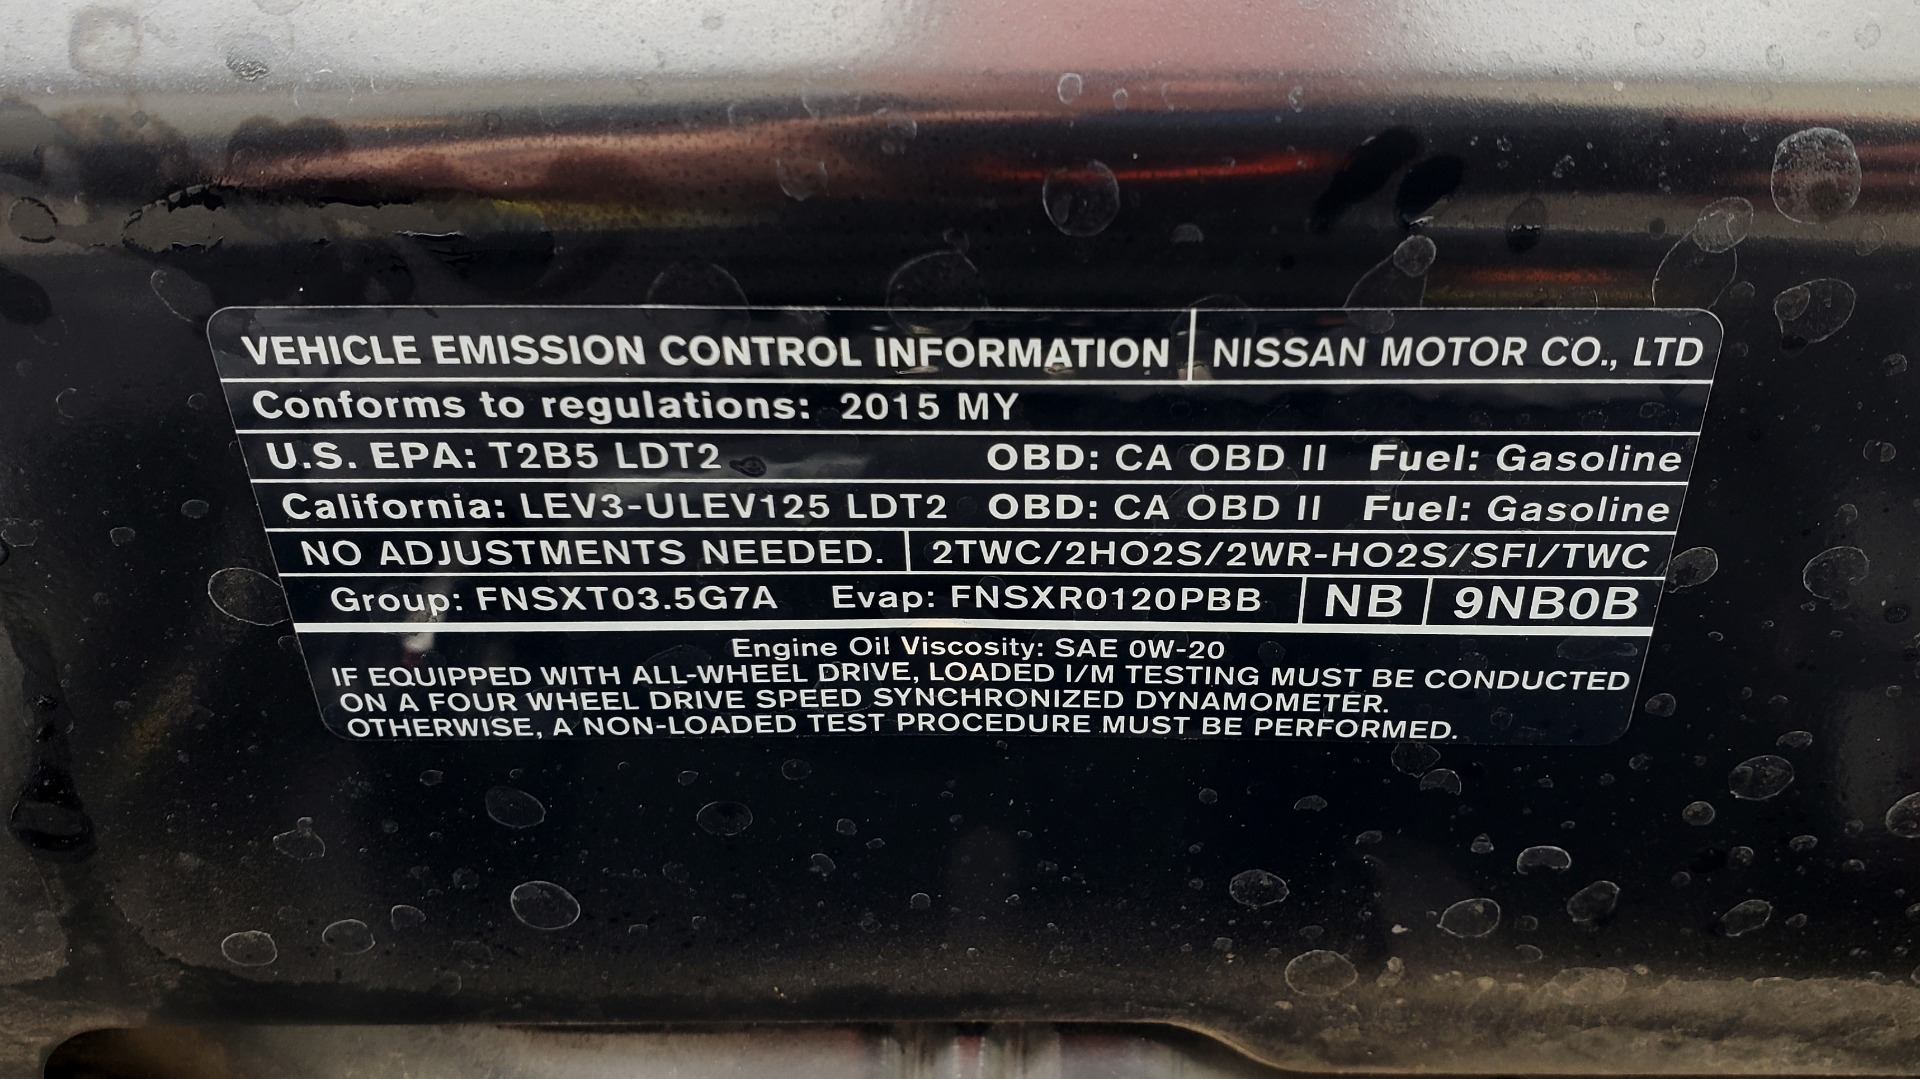 VEHICLE EMISSION CONTROL INFORMATION NISSAN MOTOR CO., LTD
Conforms to regulations: 2015 MY
U.S. EPA: T2B5 LDT2 OBD: CA OBD II Fuel: Gasoline
California: LEV3-ULEV125 LDT2 OBD: CA OBD II Fuel: Gasoline
NO ADJUSTMENTS NEEDED. 2TWC/2HO2S/2WR-HO2S/SFI/TWC
Group: FNSXT03.5G7A Evap: FNSXR0120PBB NB 9NB0B
Engine Oil Viscosity: SAE 0W-20
IF EQUIPPED WITH ALL-WHEEL DRIVE, LOADED I/M TESTING MUST BE CONDUCTED
ON A FOUR WHEEL DRIVE SPEED SYNCHRONIZED DYNAMOMETER.
OTHERWISE, A NON-LOADED TEST PROCEDURE MUST BE PERFORMED.